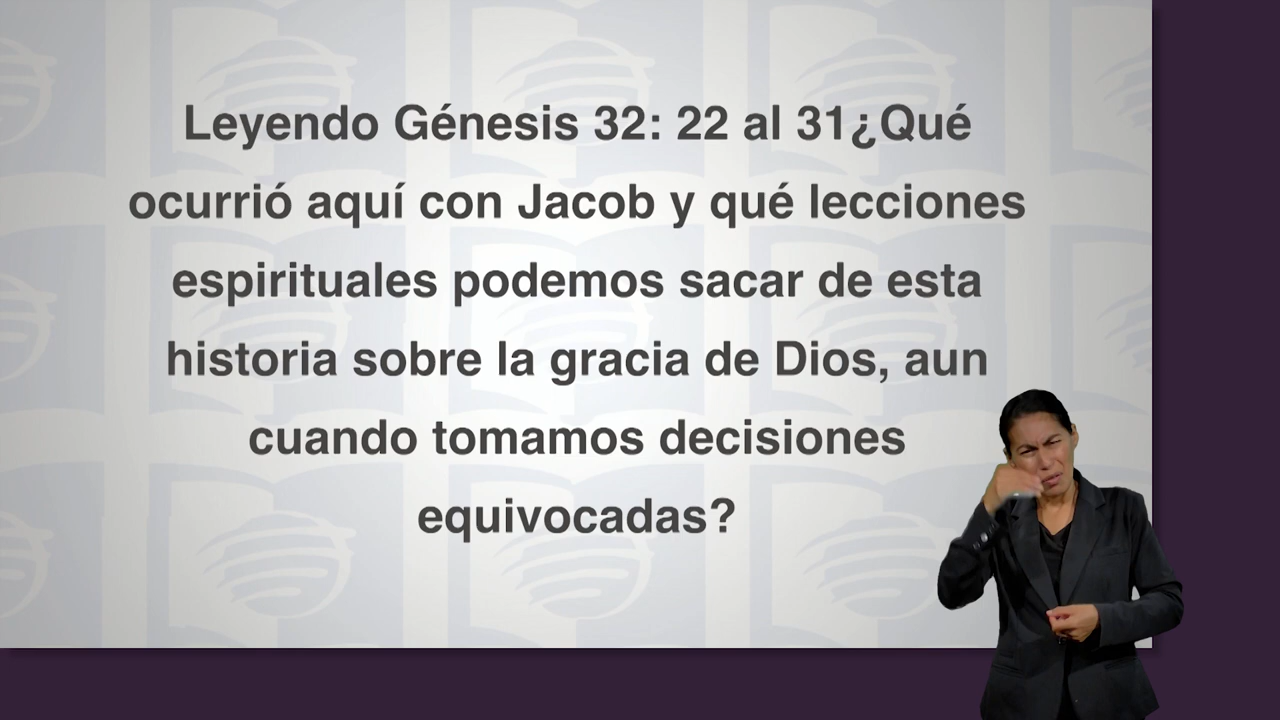 Leyendo Génesis 32: 22 al 31¿Qué
ocurrió aquí con Jacob y qué lecciones
espirituales podemos sacar de esta
historia sobre la gracia de Dios, aun
cuando tomamos decisiones
equivocadas?